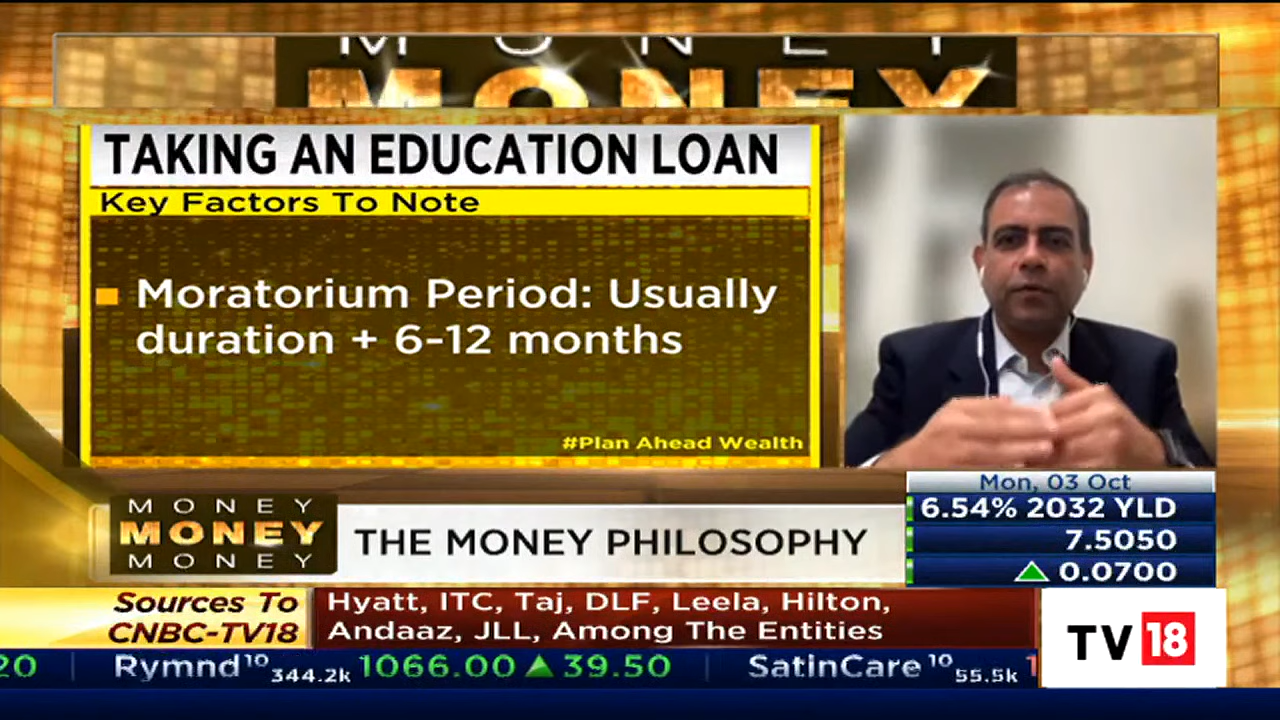 M O N E Y
MONEY
TAKING AN EDUCATION LOAN
Key Factors To Note
Moratorium Period: Usually
duration + 6-12 months
#Plan Ahead Wealth
Mon, 03 Oct
6.54% 2032 YLD
7.5050
0.0700
M O N E Y
MONEY
M O N E Y
THE MONEY PHILOSOPHY
Sources To
CNBC-TV18
Hyatt, ITC, Taj, DLF, Leela, Hilton,
Andaaz, JLL, Among The Entities
TV18
20 Rymnd 10 344.2k 1066.00 39.50 SatinCare 10 55.5k